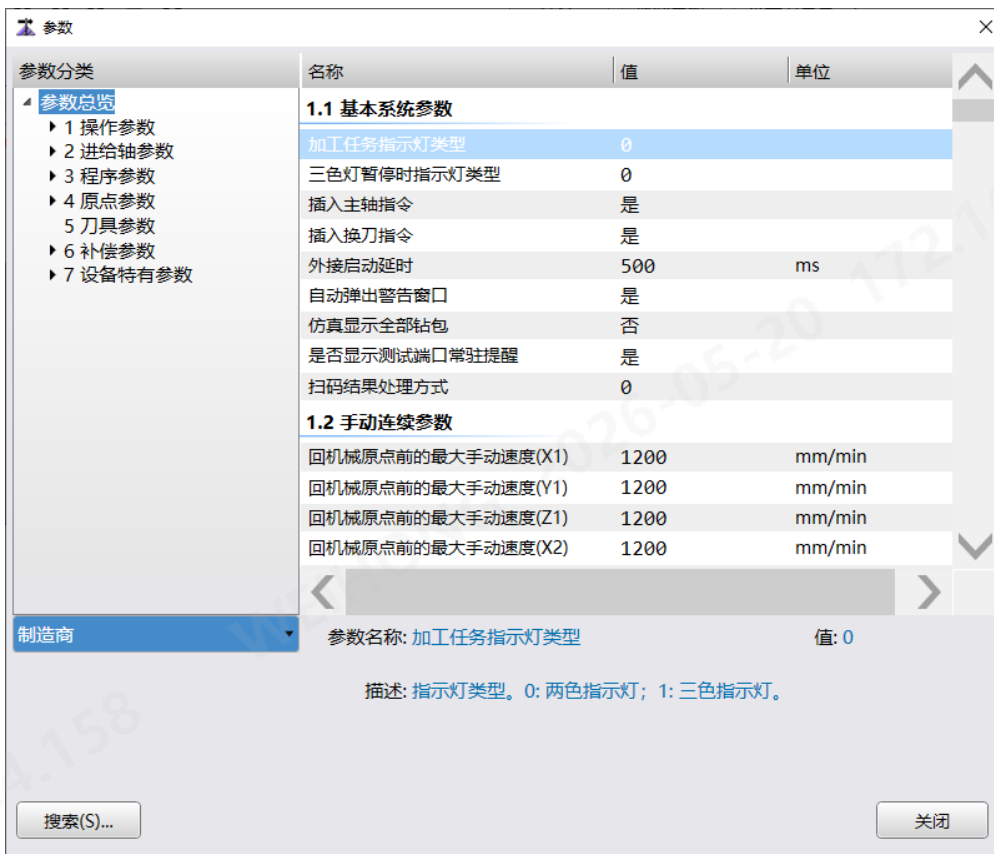 参数
参数分类
名称 值 单位
参数总览
1 操作参数
2 进给轴参数
3 程序参数
4 原点参数
5 刀具参数
6 补偿参数
7 设备特有参数
1.1 基本系统参数
加工任务指示灯类型 0
三色灯暂停时指示灯类型 0
插入主轴指令 是
插入换刀指令 是
外接启动延时 500 ms
自动弹出警告窗口 是
仿真显示全部钻包 否
是否显示测试端口常驻提醒 是
扫码结果处理方式 0
1.2 手动连续参数
回机械原点前的最大手动速度(X1) 1200 mm/min
回机械原点前的最大手动速度(Y1) 1200 mm/min
回机械原点前的最大手动速度(Z1) 1200 mm/min
回机械原点前的最大手动速度(X2) 1200 mm/min
制造商
参数名称: 加工任务指示灯类型 值: 0
描述: 指示灯类型。0: 两色指示灯；1: 三色指示灯。
搜索(S)... 关闭